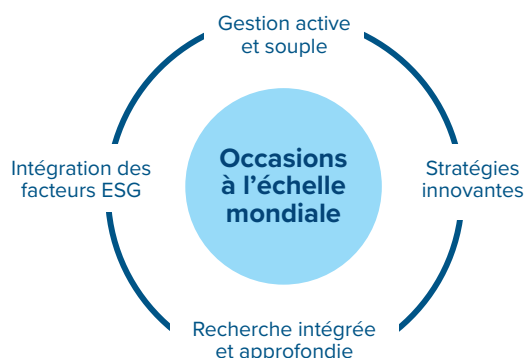 Gestion active
et souple
Intégration des
facteurs ESG
Occasions
à l'échelle
mondiale
Stratégies
innovantes
Recherche intégrée
et approfondie